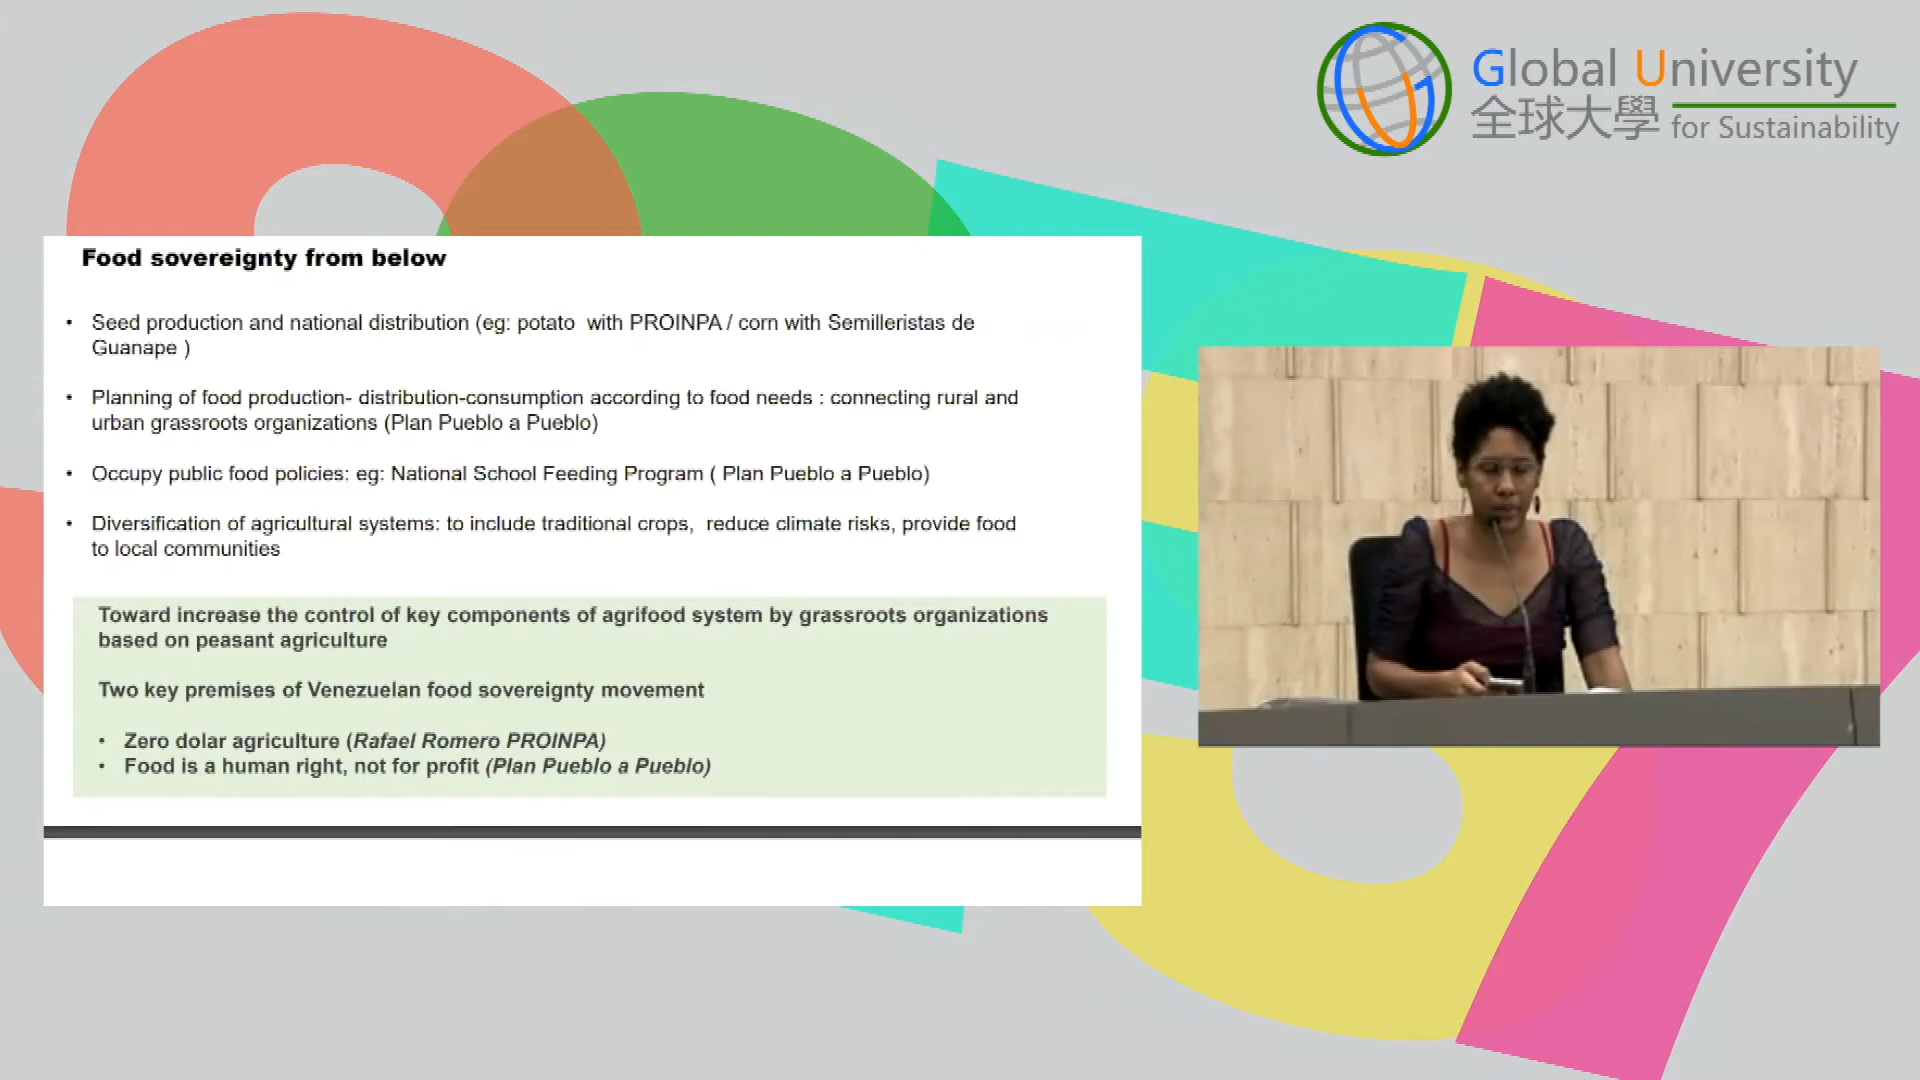 Global University
全球大學 for Sustainability
Food sovereignty from below
• Seed production and national distribution (eg: potato with PROINPA / corn with Semilleristas de
Guanape )
• Planning of food production- distribution-consumption according to food needs : connecting rural and
urban grassroots organizations (Plan Pueblo a Pueblo)
• Occupy public food policies: eg: National School Feeding Program ( Plan Pueblo a Pueblo)
• Diversification of agricultural systems: to include traditional crops, reduce climate risks, provide food
to local communities
Toward increase the control of key components of agrifood system by grassroots organizations
based on peasant agriculture
Two key premises of Venezuelan food sovereignty movement
• Zero dolar agriculture (Rafael Romero PROINPA)
• Food is a human right, not for profit (Plan Pueblo a Pueblo)